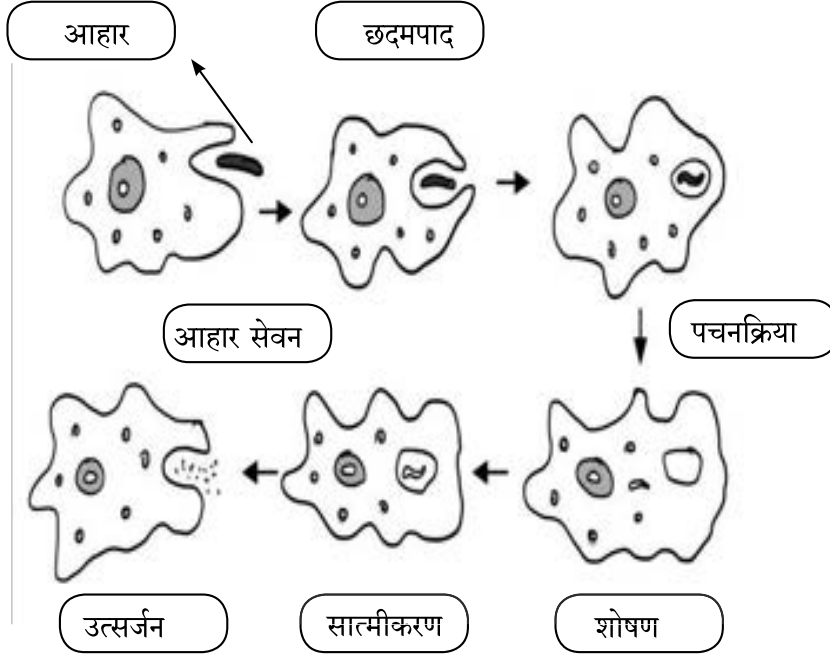 आहार
छदमपाद
आहार सेवन
पचनक्रिया
उत्सर्जन
सात्मीकरण
शोषण